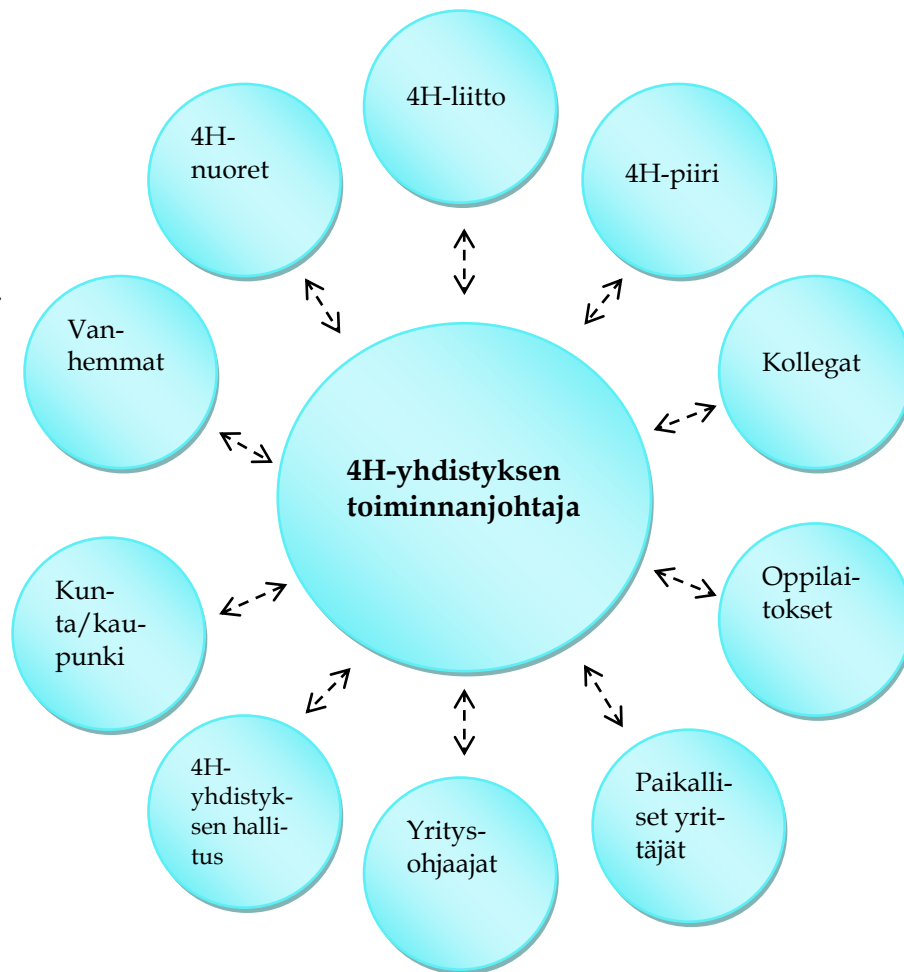 4H-liitto
4H-
nuoret
4H-piiri
Van-
hemmat
Kollegat
4H-yhdistyksen
toiminnanjohtaja
Kun-
ta/kau-
punki
Oppilai-
tokset
4H-
yhdistyk-
sen halli-
tus
Yritys-
ohjaajat
Paikalli-
set yrit-
täjät